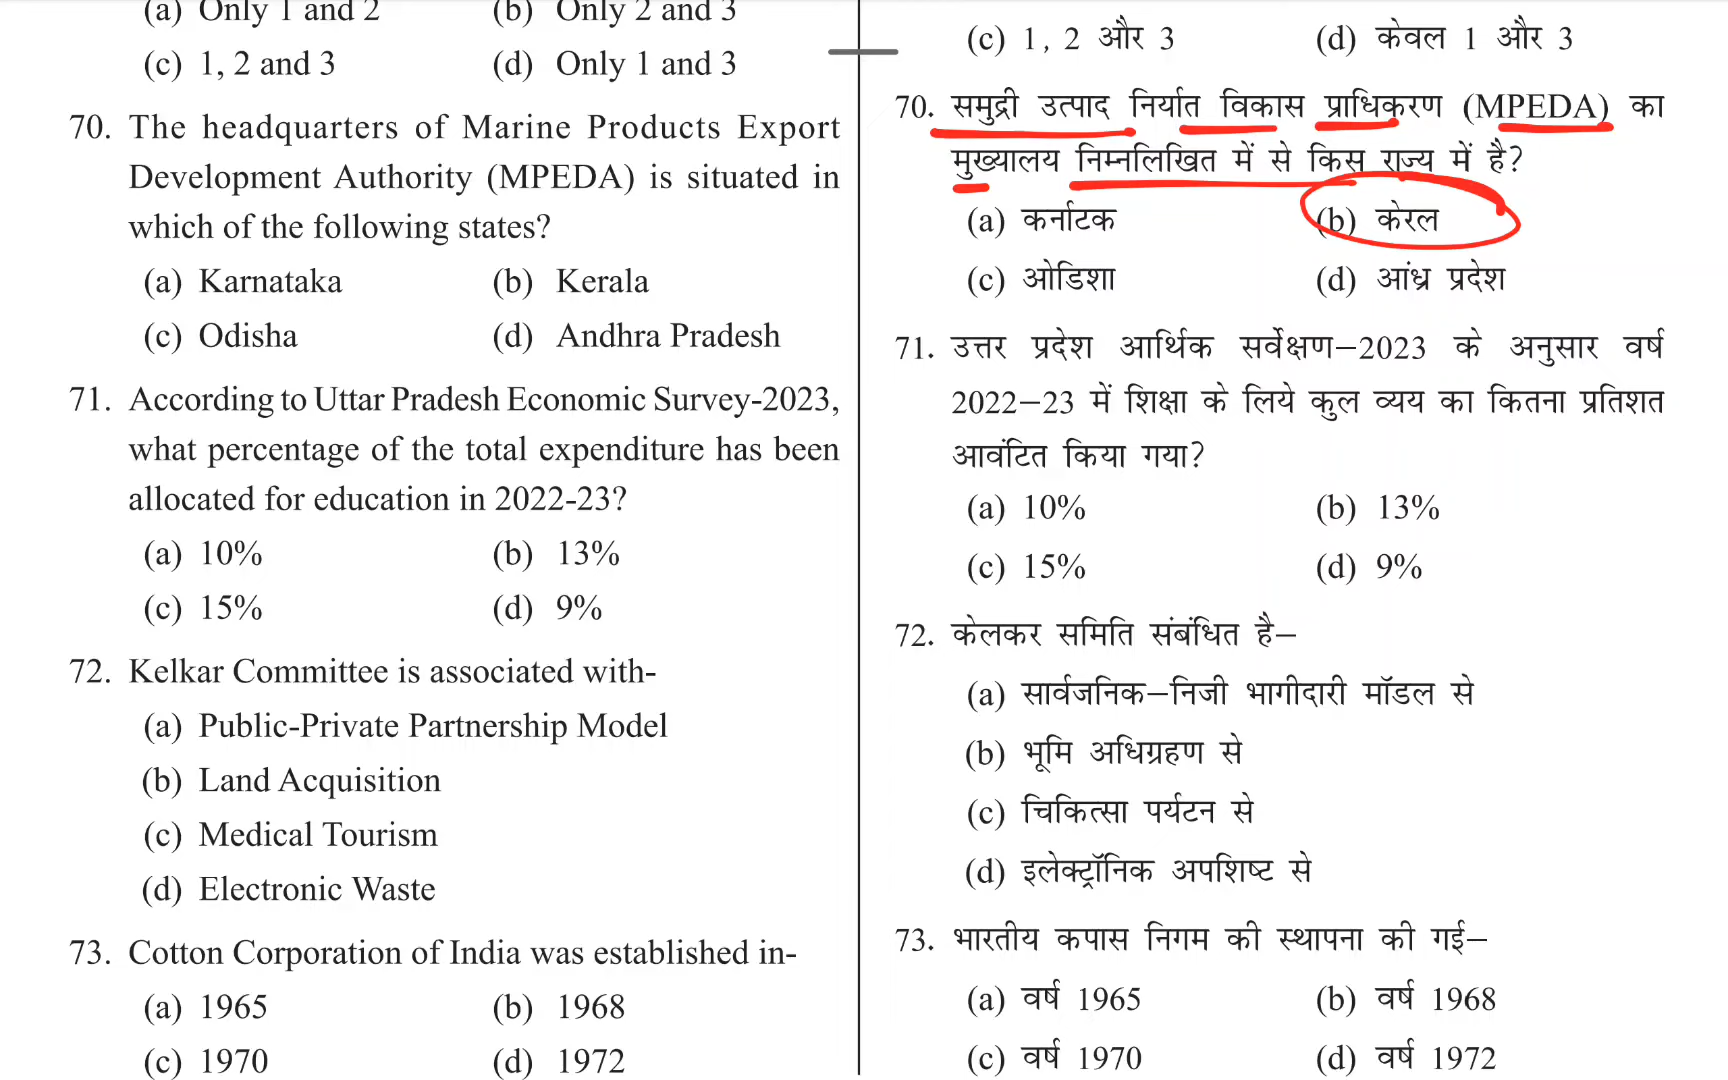 (a) Only 1 and 2 (b) Only 2 and 3
(c) 1, 2 and 3 (d) Only 1 and 3
70. The headquarters of Marine Products Export
Development Authority (MPEDA) is situated in
which of the following states?
(a) Karnataka (b) Kerala
(c) Odisha (d) Andhra Pradesh
71. According to Uttar Pradesh Economic Survey-2023,
what percentage of the total expenditure has been
allocated for education in 2022-23?
(a) 10% (b) 13%
(c) 15% (d) 9%
72. Kelkar Committee is associated with-
(a) Public-Private Partnership Model
(b) Land Acquisition
(c) Medical Tourism
(d) Electronic Waste
73. Cotton Corporation of India was established in-
(a) 1965 (b) 1968
(c) 1970 (d) 1972
(c) 1, 2 और 3 (d) केवल 1 और 3
70. समुद्री उत्पाद निर्यात विकास प्राधिकरण (MPEDA) का
मुख्यालय निम्नलिखित में से किस राज्य में है?
(a) कर्नाटक (b) केरल
(c) ओडिशा (d) आंध्र प्रदेश
71. उत्तर प्रदेश आर्थिक सर्वेक्षण–2023 के अनुसार वर्ष
2022–23 में शिक्षा के लिये कुल व्यय का कितना प्रतिशत
आवंटित किया गया?
(a) 10% (b) 13%
(c) 15% (d) 9%
72. केलकर समिति संबंधित है–
(a) सार्वजनिक–निजी भागीदारी मॉडल से
(b) भूमि अधिग्रहण से
(c) चिकित्सा पर्यटन से
(d) इलेक्ट्रॉनिक अपशिष्ट से
73. भारतीय कपास निगम की स्थापना की गई–
(a) वर्ष 1965 (b) वर्ष 1968
(c) वर्ष 1970 (d) वर्ष 1972